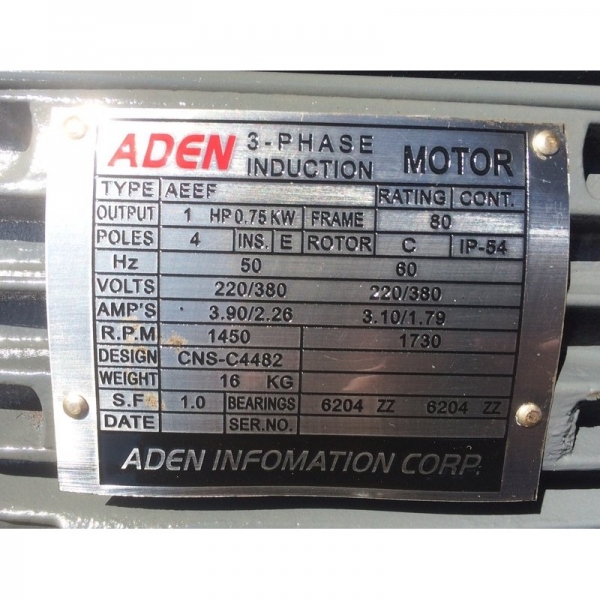 ADEN 3-PHASE INDUCTION MOTOR
TYPE AEEF RATING CONT.
OUTPUT 1 HP 0.75 KW FRAME 80
POLES 4 INS. E ROTOR C IP-54
Hz 50 60
VOLTS 220/380 220/380
AMP'S 3.90/2.26 3.10/1.79
R.P.M 1450 1730
DESIGN CNS-C4482
WEIGHT 16 KG
S.F 1.0 BEARINGS 6204 ZZ 6204 ZZ
DATE SER.NO.
ADEN INFOMATION CORP.